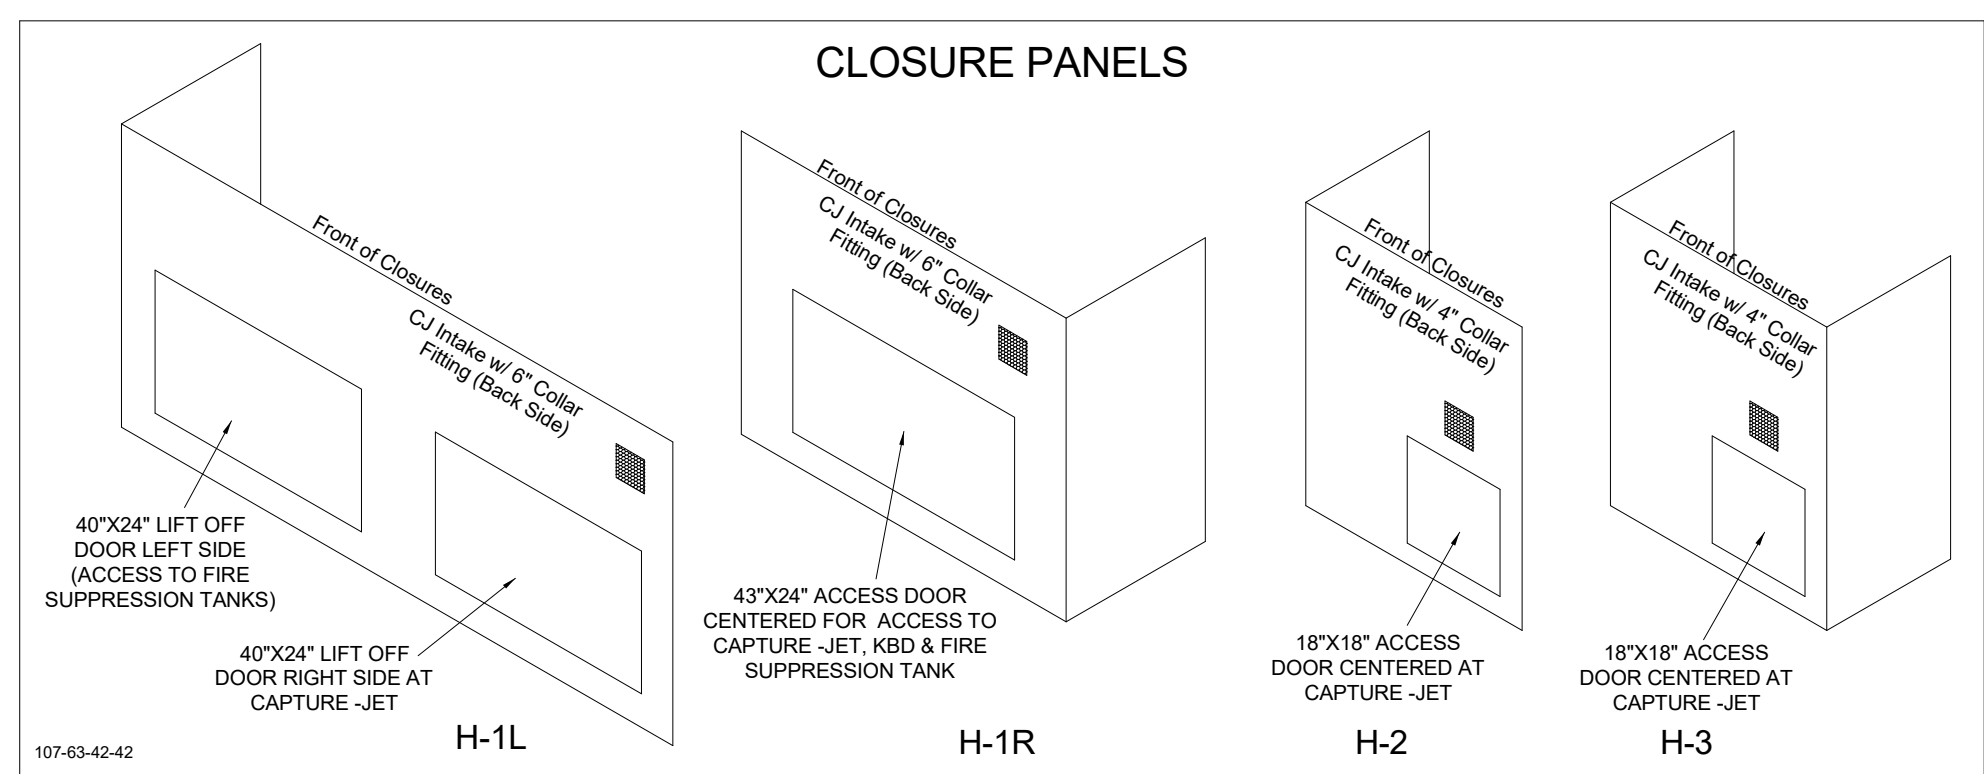 CLOSURE PANELS
Front of Closures
CJ Intake w/ 6" Collar
Fitting (Back Side)
40"X24" LIFT OFF
DOOR LEFT SIDE
(ACCESS TO FIRE
SUPPRESSION TANKS)
40"X24" LIFT OFF
DOOR RIGHT SIDE AT
CAPTURE -JET
H-1L
Front of Closures
CJ Intake w/ 6" Collar
Fitting (Back Side)
43"X24" ACCESS DOOR
CENTERED FOR ACCESS TO
CAPTURE -JET, KBD & FIRE
SUPPRESSION TANK
H-1R
Front of Closures
CJ Intake w/ 4" Collar
Fitting (Back Side)
18"X18" ACCESS
DOOR CENTERED AT
CAPTURE -JET
H-2
Front of Closures
CJ Intake w/ 4" Collar
Fitting (Back Side)
18"X18" ACCESS
DOOR CENTERED AT
CAPTURE -JET
H-3
107-63-42-42